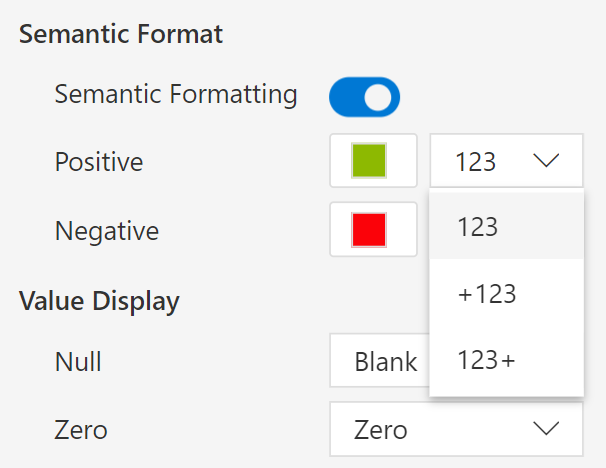 Semantic Format
Semantic Formatting
Positive 123
123
Negative
+123
Value Display
Null Blank
123+
Zero Zero